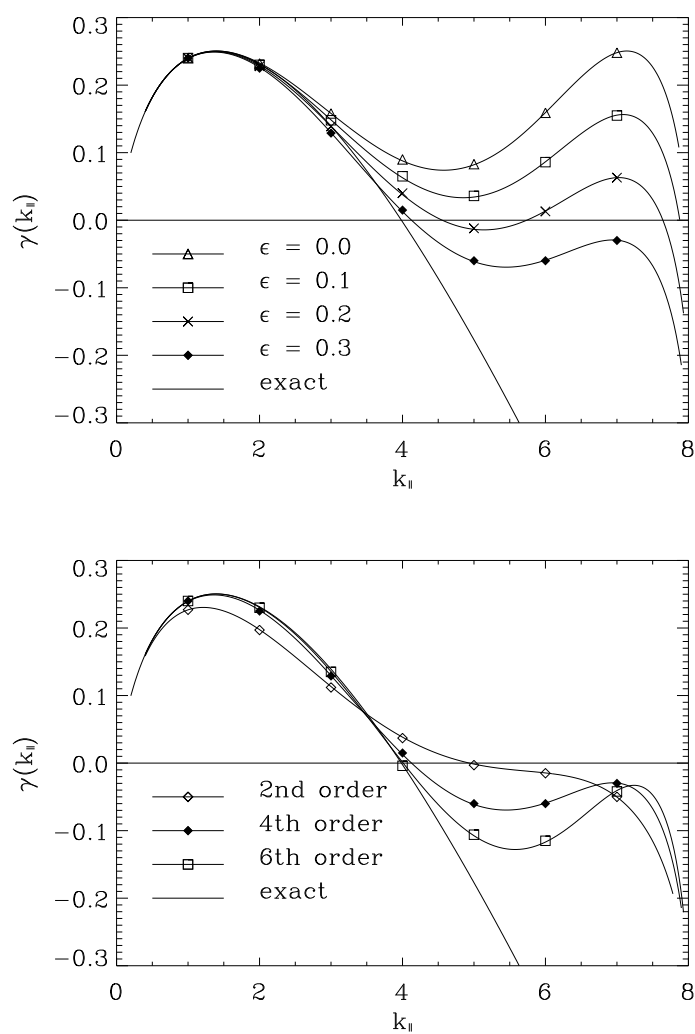 0.3
0.2
0.1
0.0
−0.1
−0.2
−0.3
γ(k∥)
ϵ = 0.0
ϵ = 0.1
ϵ = 0.2
ϵ = 0.3
exact
0 2 4 6 8
k∥
0.3
0.2
0.1
0.0
−0.1
−0.2
−0.3
γ(k∥)
2nd order
4th order
6th order
exact
0 2 4 6 8
k∥